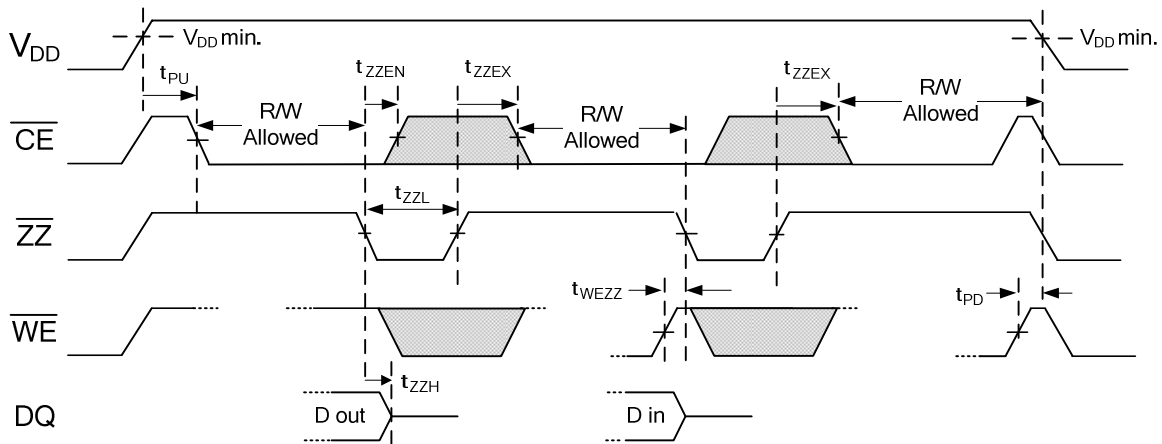 VDD
VDD min.
VDD min.
tPU
tZZEN
tZZEX
tZZEX
R/W
Allowed
R/W
Allowed
R/W
Allowed
CE
tZZL
ZZ
tWEZZ
tPD
WE
tZZH
DQ
D out
D in